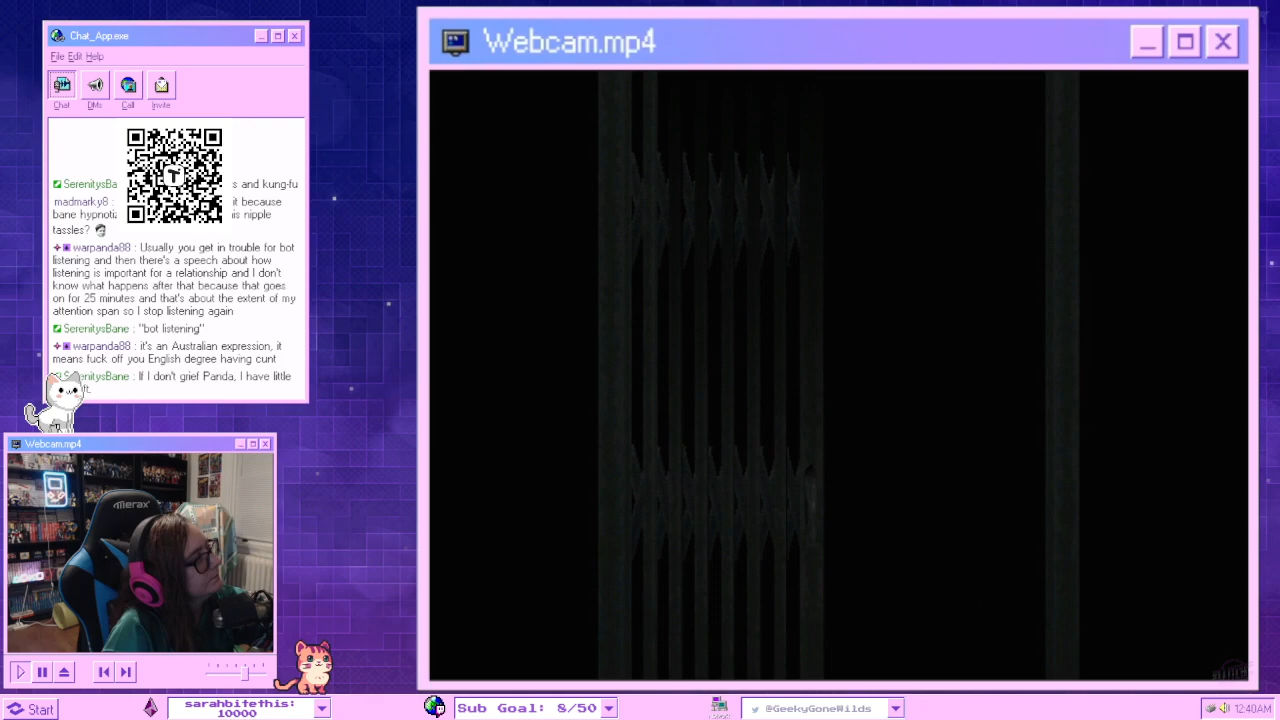 Chat_App.exe
File Edit Help
Chat DMs Call Invite
SerenitysBa s and kung-fu
madmarky8 : it because
bane hypnotiz is nipple
tassles?
warpanda88 : Usually you get in trouble for bot
listening and then there's a speech about how
listening is important for a relationship and I don't
know what happens after that because that goes
on for 25 minutes and that's about the extent of my
attention span so I stop listening again
SerenitysBane : "bot listening"
warpanda88 : it's an Australian expression, it
means fuck off you English degree having cunt
SerenitysBane : If I don't grief Panda, I have little
ft.
Webcam.mp4
merax
Webcam.mp4
Start
sarahbitethis:
10000
Sub Goal: 8/50
@GeekyGoneWilds
12:40AM